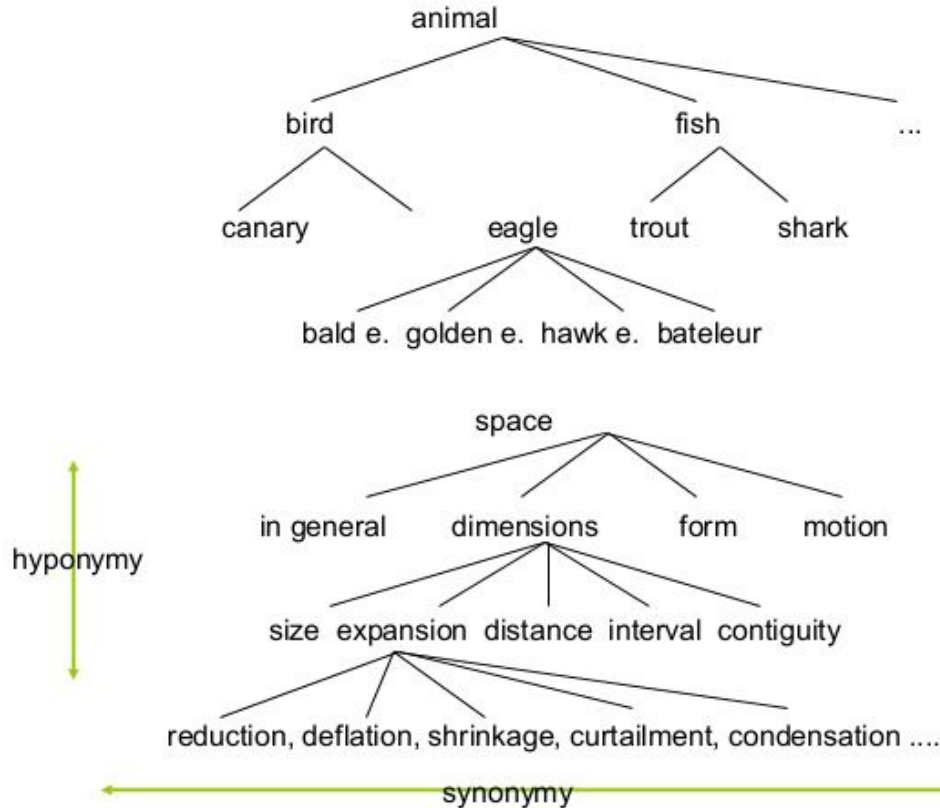 animal
bird fish ...
canary eagle trout shark
bald e. golden e. hawk e. bateleur
space
in general dimensions form motion
hyponymy
size expansion distance interval contiguity
reduction, deflation, shrinkage, curtailment, condensation ....
synonymy